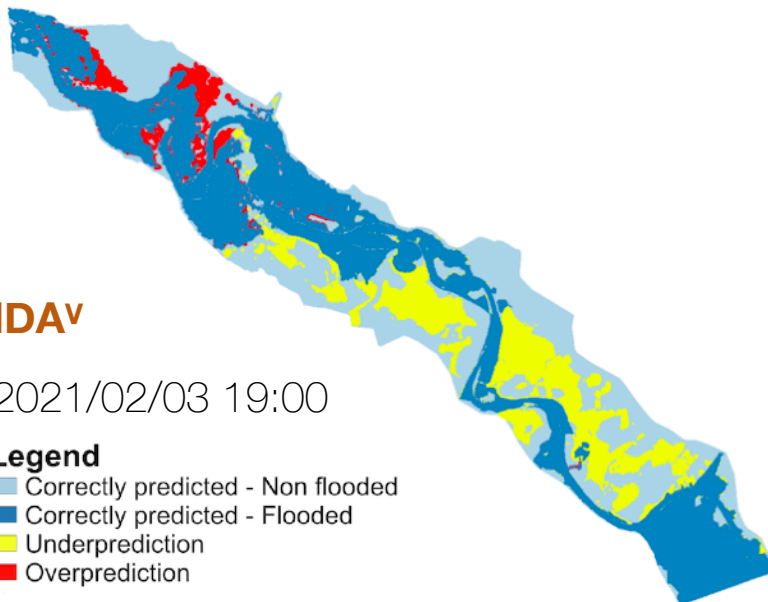 IDAᵛ
2021/02/03 19:00
Legend
Correctly predicted - Non flooded
Correctly predicted - Flooded
Underprediction
Overprediction